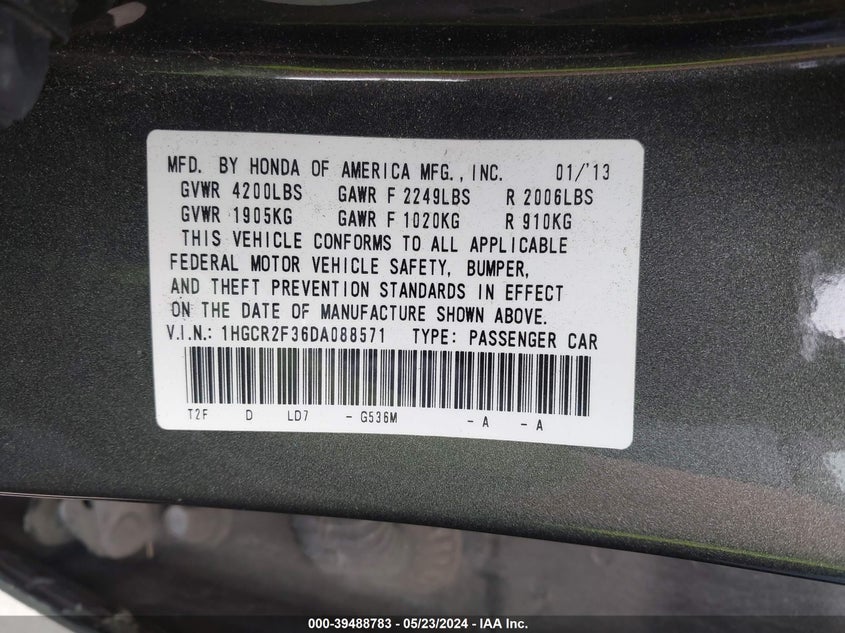 MFD. BY HONDA OF AMERICA MFG., INC. 01/'13
GVWR 4200LBS GAWR F 2249LBS R 2006LBS
GVWR 1905KG GAWR F 1020KG R 910KG
THIS VEHICLE CONFORMS TO ALL APPLICABLE
FEDERAL MOTOR VEHICLE SAFETY, BUMPER,
AND THEFT PREVENTION STANDARDS IN EFFECT
ON THE DATE OF MANUFACTURE SHOWN ABOVE.
V.I.N.: 1HGCR2F36DA088571 TYPE: PASSENGER CAR
T2F D LD7 - G536M - A - A
000-39488783 - 05/23/2024 - IAA Inc.